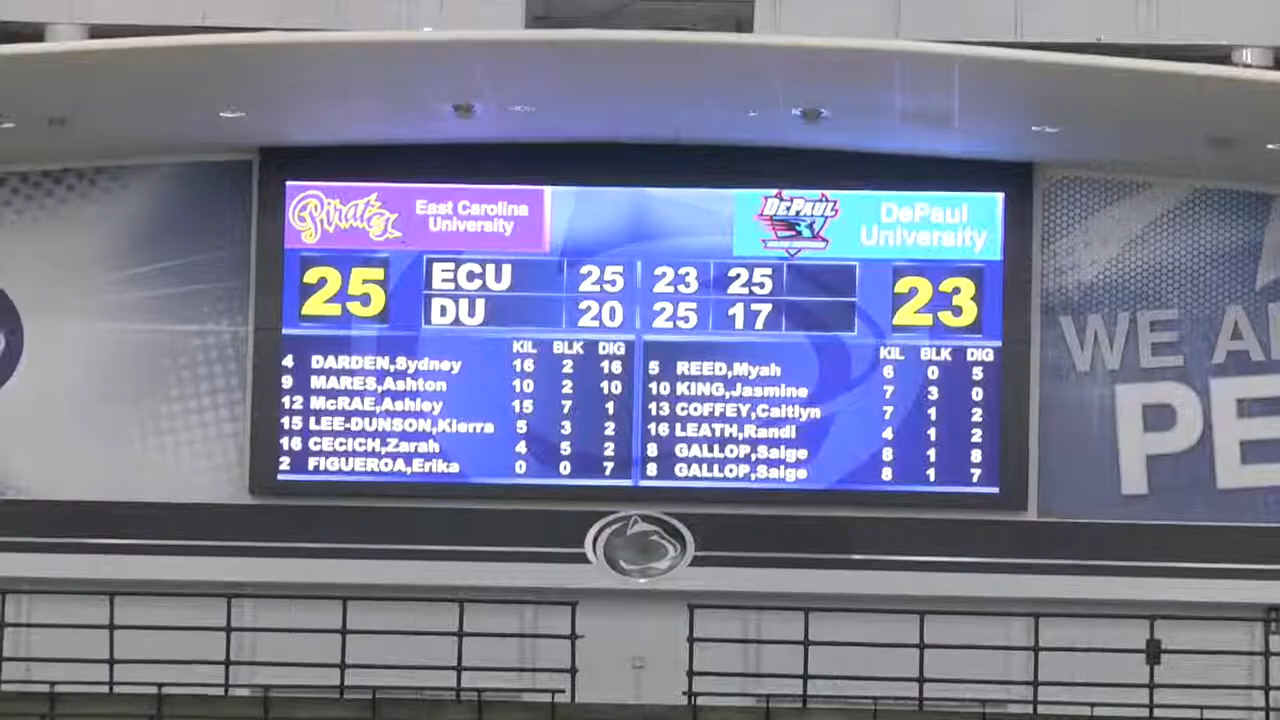 Pirates
East Carolina
University
DEPAUL
DePaul
University
25
ECU 25 23 25
DU 20 25 17
23
KIL BLK DIG
4 DARDEN,Sydney 16 2 16
9 MARES,Ashton 10 2 10
12 McRAE,Ashley 15 7 1
15 LEE-DUNSON,Kierra 5 3 2
16 CECICH,Zarah 4 5 2
2 FIGUEROA,Erika 0 0 7
KIL BLK DIG
5 REED,Myah 6 0 5
10 KING,Jasmine 7 3 0
13 COFFEY,Caitlyn 7 1 2
16 LEATH,Randi 4 1 2
8 GALLOP,Saige 8 1 8
8 GALLOP,Saige 8 1 7
WE A
PE